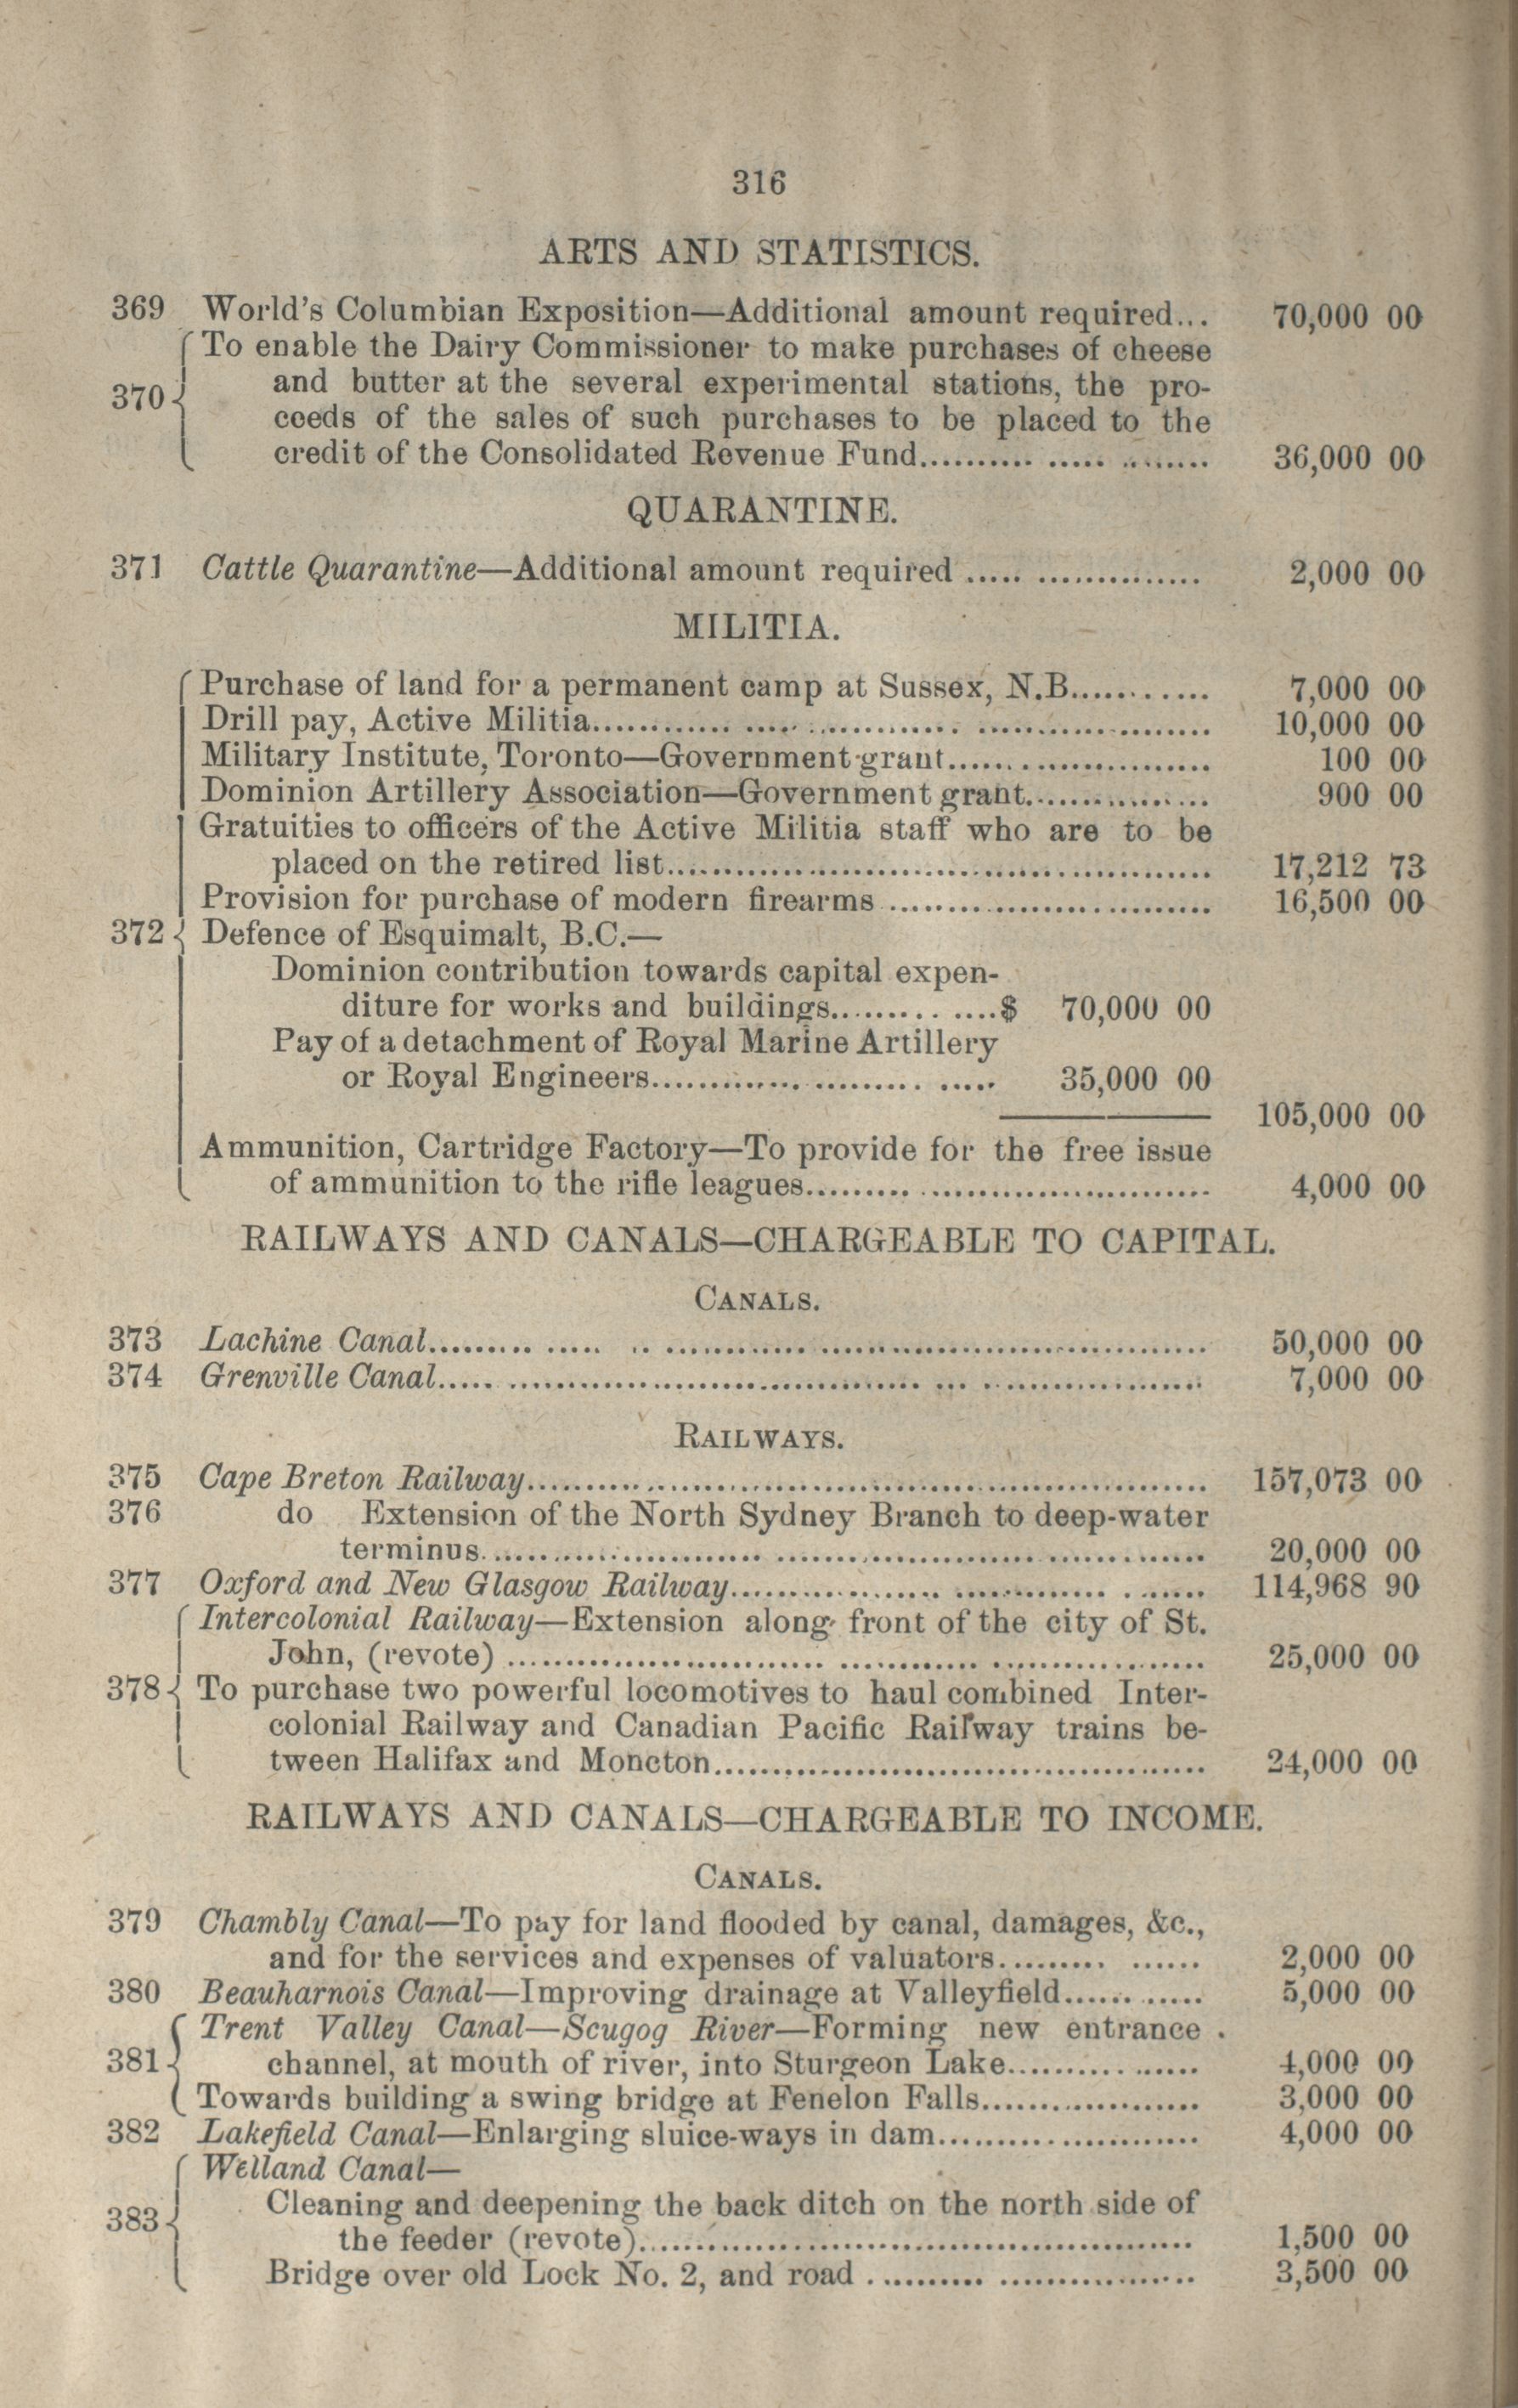 316
ARTS AND STATISTICS.
369 World's Columbian Exposition—Additional amount required... 70,000 00
To enable the Dairy Commissioner to make purchases of cheese
370 and butter at the several experimental stations, the pro-
ceeds of the sales of such purchases to be placed to the
credit of the Consolidated Revenue Fund.......... ..... ........ 36,000 00
QUARANTINE.
371 Cattle Quarantine—Additional amount required ..... ............... 2,000 00
MILITIA.
Purchase of land for a permanent camp at Sussex, N.B............ 7,000 00
Drill pay, Active Militia............. ..... .............. .................... 10,000 00
Military Institute, Toronto—Government grant....................... 100 00
Dominion Artillery Association—Government grant................ 900 00
Gratuities to officers of the Active Militia staff who are to be
placed on the retired list................................................ 17,212 73
Provision for purchase of modern firearms ............................. 16,500 00
372 Defence of Esquimalt, B.C.—
Dominion contribution towards capital expen-
diture for works and buildings.......... .....$ 70,000 00
Pay of a detachment of Royal Marine Artillery
or Royal Engineers............. ......... ..... 35,000 00
105,000 00
Ammunition, Cartridge Factory—To provide for the free issue
of ammunition to the rifle leagues......... .......................... 4,000 00
RAILWAYS AND CANALS—CHARGEABLE TO CAPITAL.
CANALS.
373 Lachine Canal......... ..... .. ............ .................................. 50,000 00
374 Grenville Canal..... ................................... ... ................... 7,000 00
RAILWAYS.
375 Cape Breton Railway.......................................................... 157,073 00
376 do Extension of the North Sydney Branch to deep-water
terminus........................ ...................... .............. 20,000 00
377 Oxford and New Glasgow Railway.................. ............. ....... 114,968 90
Intercolonial Railway—Extension along front of the city of St.
John, (revote) ........................... ............ .................. 25,000 00
378 To purchase two powerful locomotives to haul combined Inter-
colonial Railway and Canadian Pacific Railway trains be-
tween Halifax and Moncton.......................................... 24,000 00
RAILWAYS AND CANALS—CHARGEABLE TO INCOME.
CANALS.
379 Chambly Canal—To pay for land flooded by canal, damages, &c.,
and for the services and expenses of valuators......... ...... 2,000 00
380 Beauharnois Canal—Improving drainage at Valleyfield............ 5,000 00
Trent Valley Canal—Scugog River—Forming new entrance
381 channel, at mouth of river, into Sturgeon Lake.......... ...... 4,000 00
Towards building a swing bridge at Fenelon Falls................... 3,000 00
382 Lakefield Canal—Enlarging sluice-ways in dam...................... 4,000 00
Welland Canal—
383 Cleaning and deepening the back ditch on the north side of
the feeder (revote)................................................ 1,500 00
Bridge over old Lock No. 2, and road .......... ................. 3,500 00